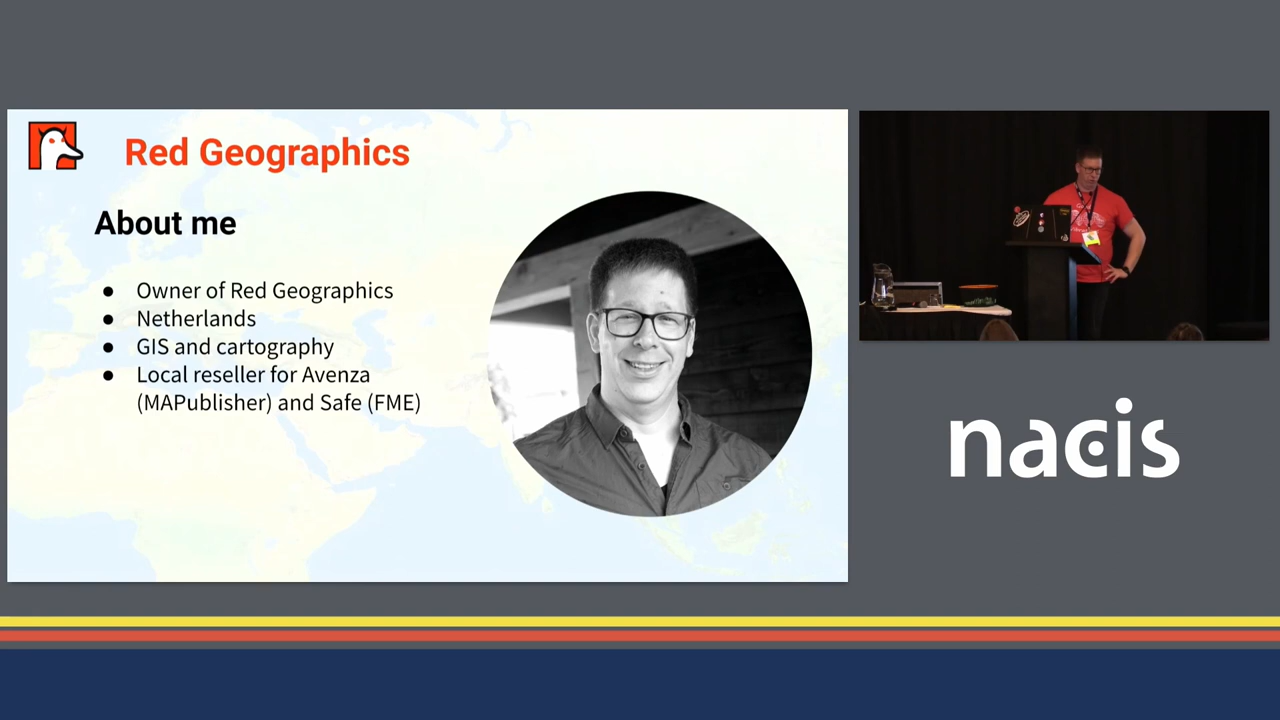 Red Geographics
About me
● Owner of Red Geographics
● Netherlands
● GIS and cartography
● Local reseller for Avenza
(MAPublisher) and Safe (FME)
nacis